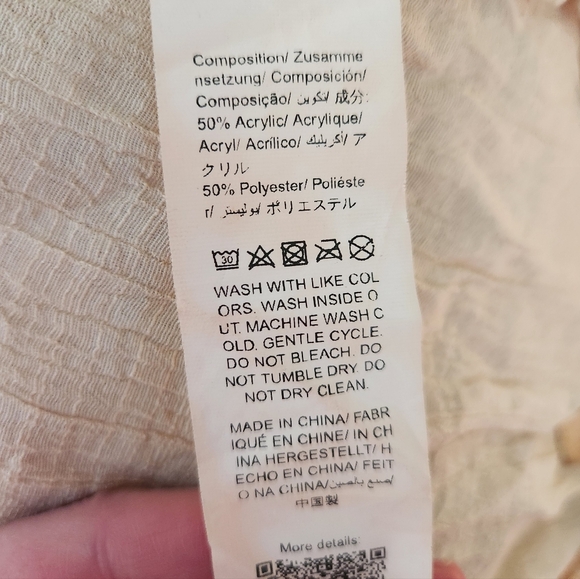 Composition/ Zusamme
nsetzung/ Composición/
Composição/ تكوين/ 成分:
50% Acrylic/ Acrylique/
Acryl/ Acrílico/ أكريليك/ ア
クリル
50% Polyester/ Poliéste
r/ بوليستر/ ポリエステル
30
WASH WITH LIKE COL
ORS. WASH INSIDE O
UT. MACHINE WASH C
OLD. GENTLE CYCLE.
DO NOT BLEACH. DO
NOT TUMBLE DRY. DO
NOT DRY CLEAN.
MADE IN CHINA/ FABR
IQUÉ EN CHINE/ IN CH
INA HERGESTELLT/ H
ECHO EN CHINA/ FEIT
O NA CHINA/ صنع بالصين/
中国製
More details: